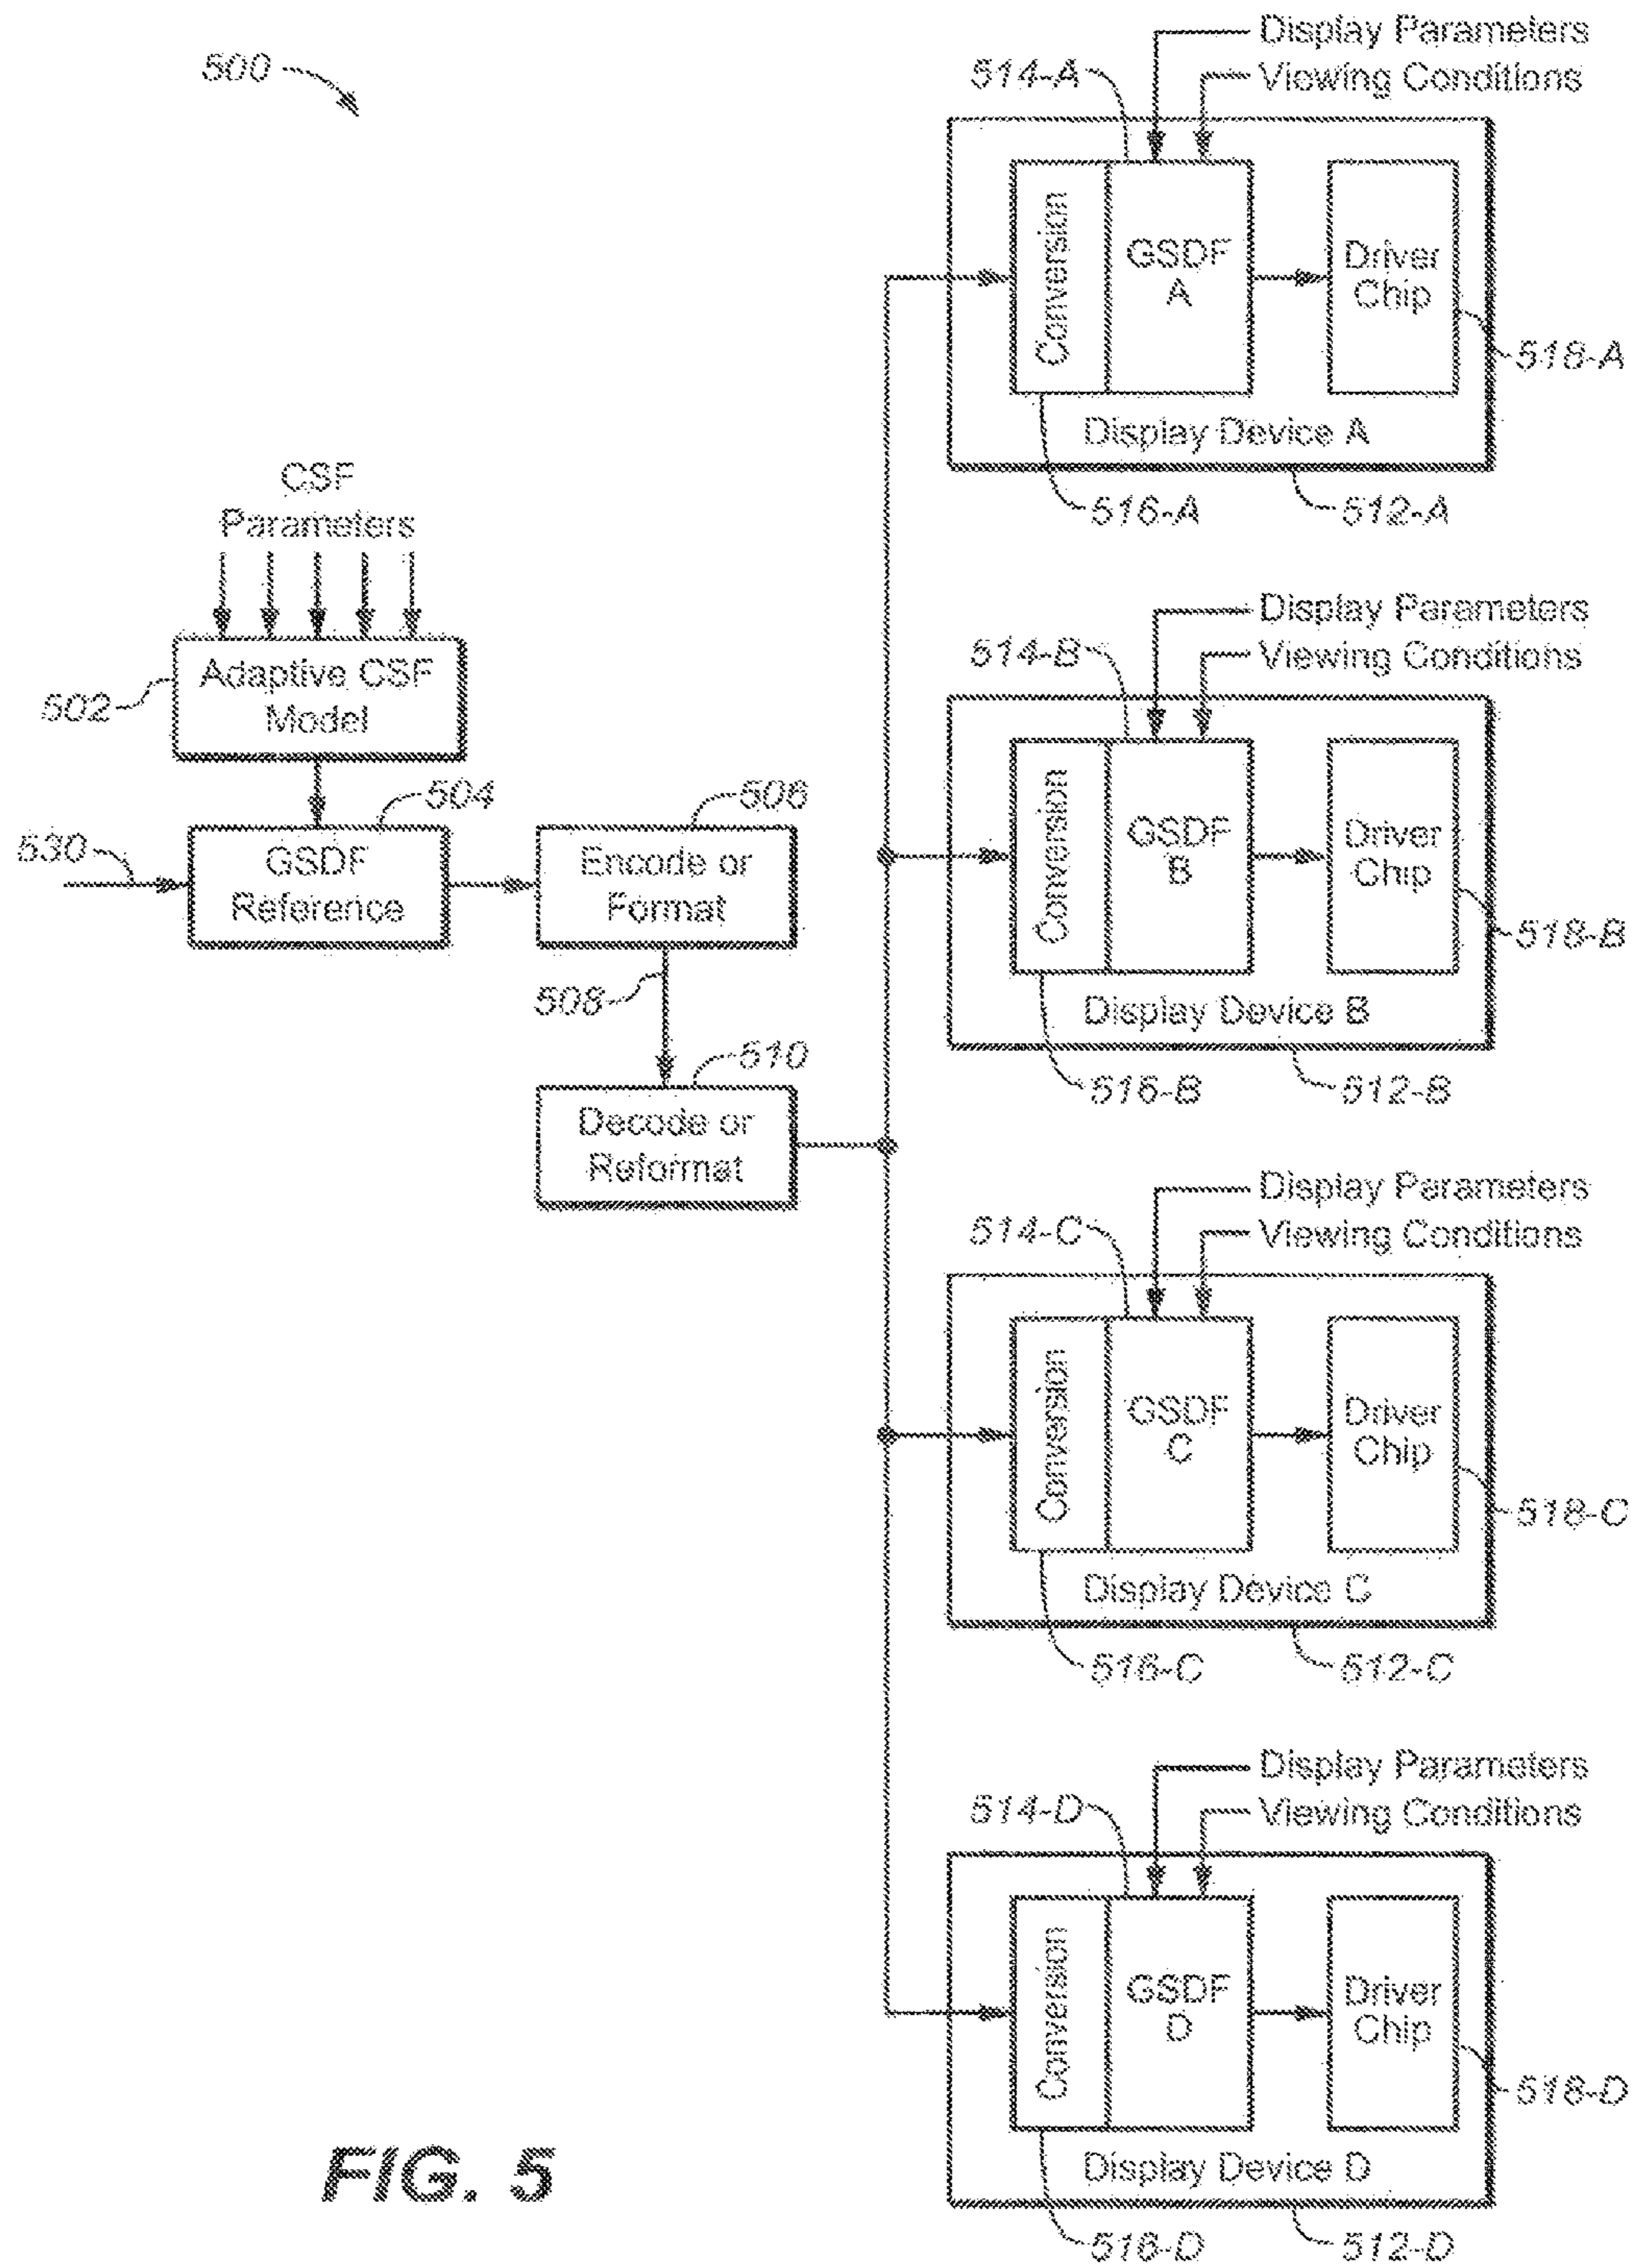 500
Display Parameters
514-A
Viewing Conditions
Conversion
GSDF
A
Driver
Chip
518-A
Display Device A
516-A
512-A
CSF
Parameters
Adaptive CSF
Model
502
504
530
GSDF
Reference
506
Encode or
Format
508
510
Decode or
Reformat
Display Parameters
514-B
Viewing Conditions
Conversion
GSDF
B
Driver
Chip
518-B
Display Device B
516-B
512-B
Display Parameters
514-C
Viewing Conditions
Conversion
GSDF
C
Driver
Chip
518-C
Display Device C
516-C
512-C
Display Parameters
514-D
Viewing Conditions
Conversion
GSDF
D
Driver
Chip
518-D
Display Device D
516-D
512-D
FIG. 5